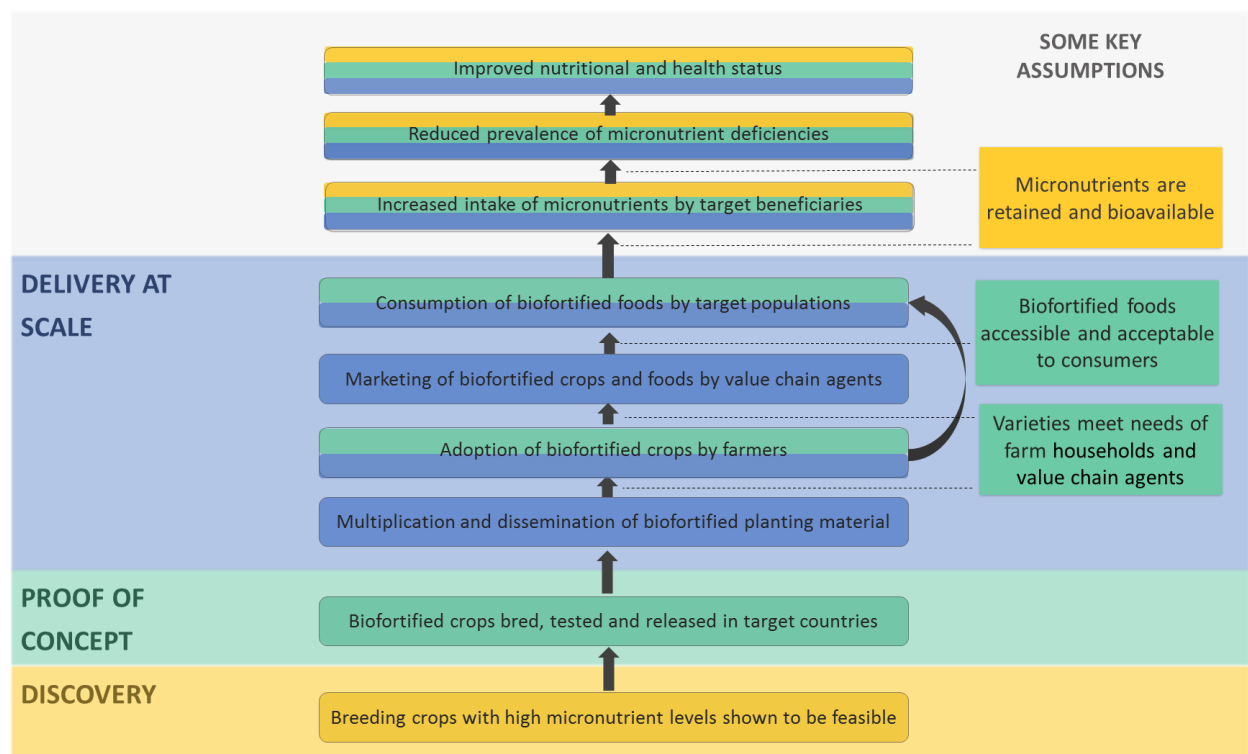 SOME KEY
ASSUMPTIONS
Improved nutritional and health status
Reduced prevalence of micronutrient deficiencies
Increased intake of micronutrients by target beneficiaries
Micronutrients are
retained and bioavailable
DELIVERY AT
SCALE
Consumption of biofortified foods by target populations
Biofortified foods
accessible and acceptable
to consumers
Marketing of biofortified crops and foods by value chain agents
Adoption of biofortified crops by farmers
Varieties meet needs of
farm households and
value chain agents
Multiplication and dissemination of biofortified planting material
PROOF OF
CONCEPT
Biofortified crops bred, tested and released in target countries
DISCOVERY
Breeding crops with high micronutrient levels shown to be feasible